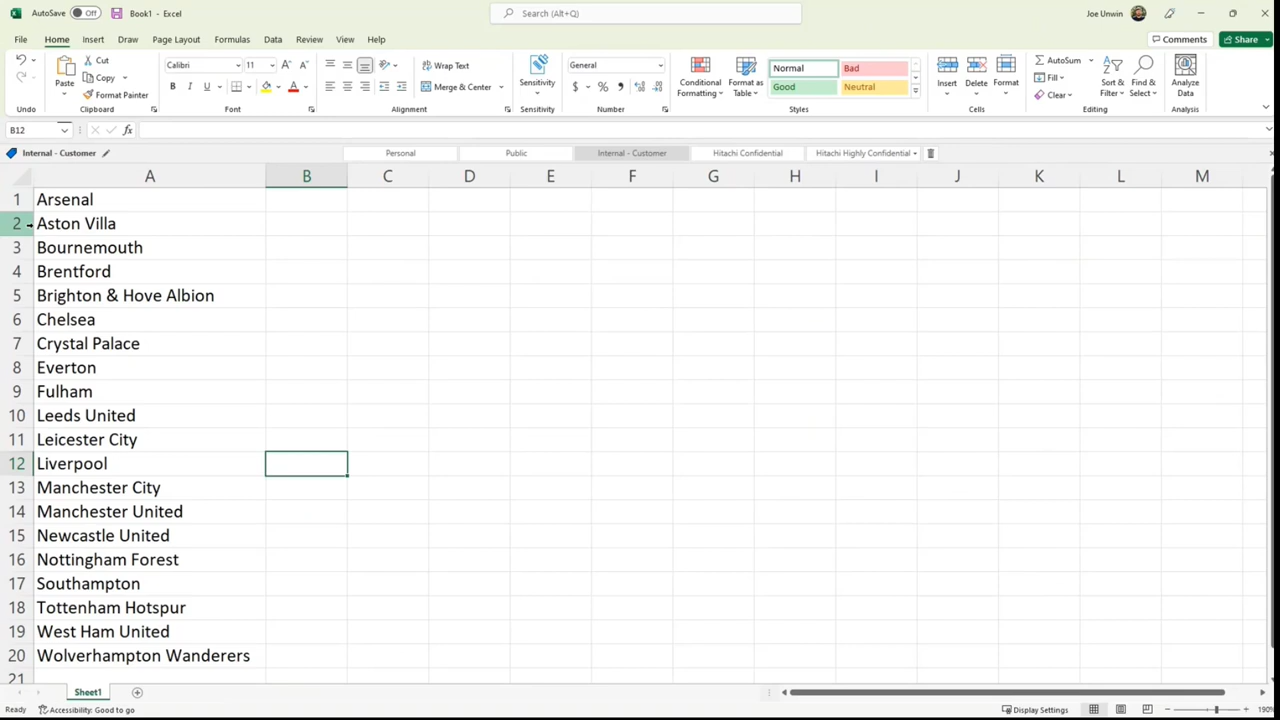 AutoSave Off Book1 - Excel Search (Alt+Q) Joe Unwin
File Home Insert Draw Page Layout Formulas Data Review View Help Comments Share
Undo
Paste
Cut
Copy
Format Painter
Clipboard
Calibri 11
B I U A
Font
Wrap Text
Merge & Center
Alignment
General
$ % ,
Number
Sensitivity
Sensitivity
Conditional Formatting
Format as Table
Normal Bad
Good Neutral
Styles
Insert Delete Format
Cells
AutoSum
Fill
Clear
Sort & Filter
Find & Select
Editing
Analyze Data
Analysis
B12 fx
Internal - Customer Personal Public Internal - Customer Hitachi Confidential Hitachi Highly Confidential
A B C D E F G H I J K L M
1 Arsenal
2 Aston Villa
3 Bournemouth
4 Brentford
5 Brighton & Hove Albion
6 Chelsea
7 Crystal Palace
8 Everton
9 Fulham
10 Leeds United
11 Leicester City
12 Liverpool
13 Manchester City
14 Manchester United
15 Newcastle United
16 Nottingham Forest
17 Southampton
18 Tottenham Hotspur
19 West Ham United
20 Wolverhampton Wanderers
21
Sheet1
Ready Accessibility: Good to go Display Settings 190%